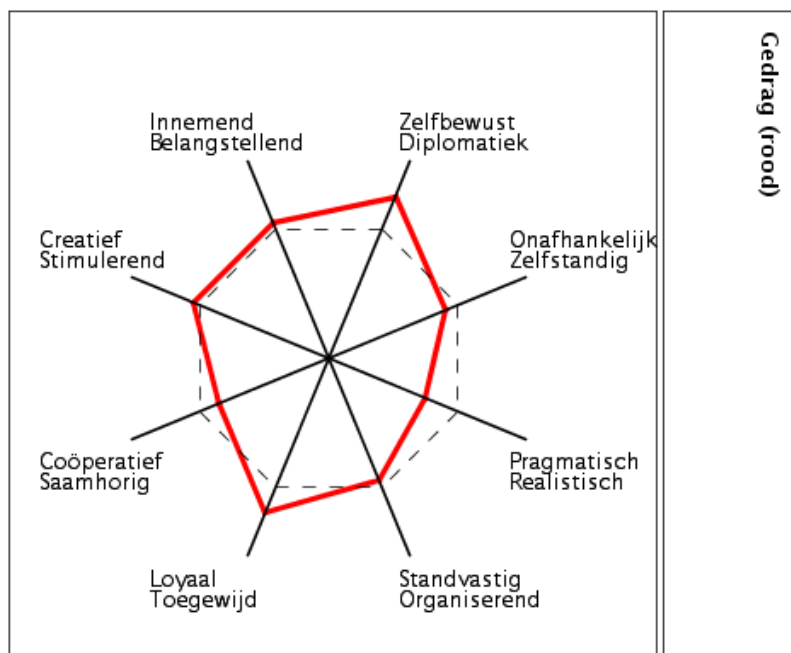 Innemend
Belangstellend
Zelfbewust
Diplomatiek
Creatief
Stimulerend
Onafhankelijk
Zelfstandig
Coöperatief
Saamhorig
Pragmatisch
Realistisch
Loyaal
Toegewijd
Standvastig
Organiserend
Gedrag (rood)